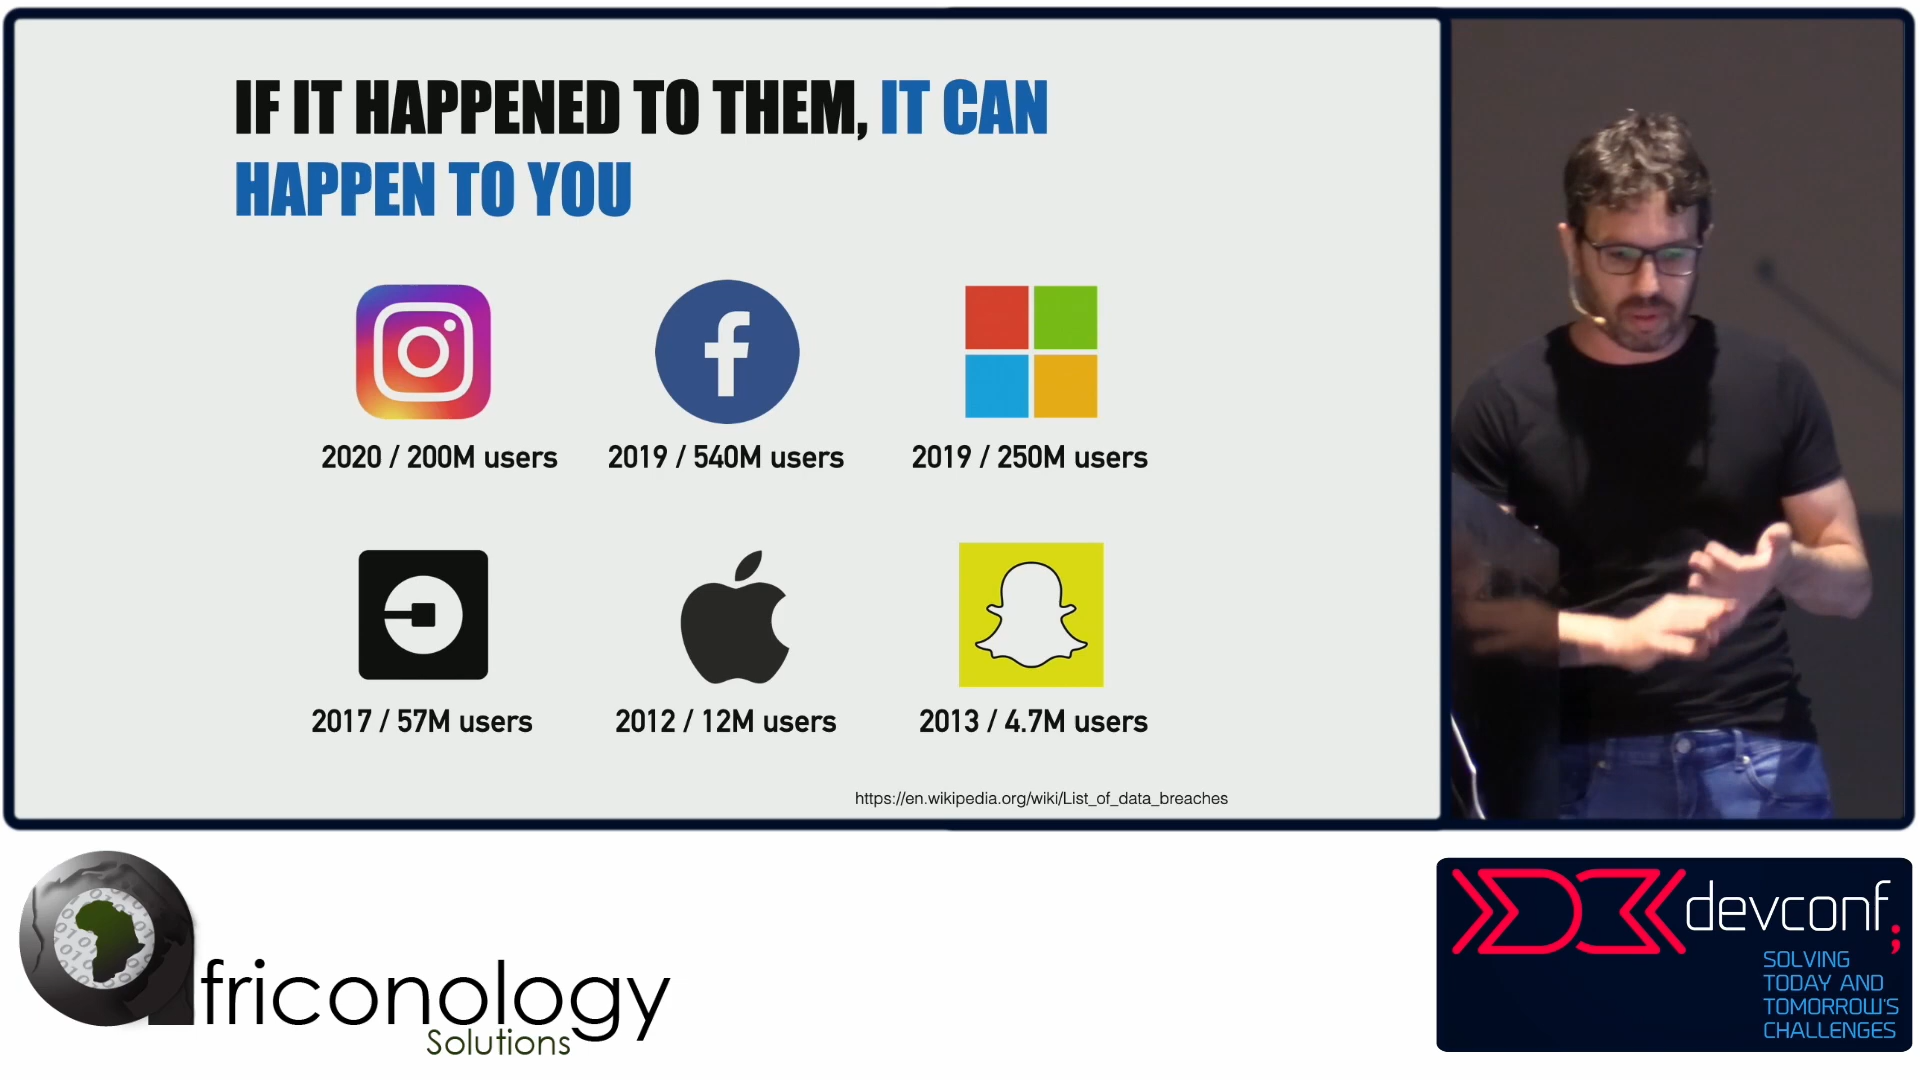 IF IT HAPPENED TO THEM, IT CAN
HAPPEN TO YOU
2020 / 200M users
2019 / 540M users
2019 / 250M users
2017 / 57M users
2012 / 12M users
2013 / 4.7M users
https://en.wikipedia.org/wiki/List_of_data_breaches
africonology
Solutions
devconf;
SOLVING
TODAY AND
TOMORROW'S
CHALLENGES